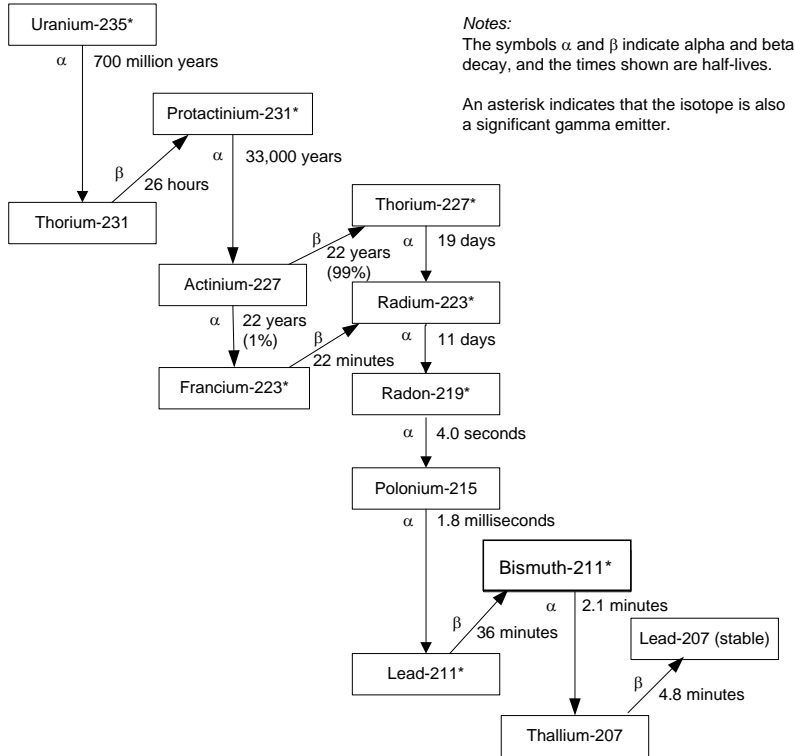 Uranium-235*
α 700 million years
Notes:
The symbols α and β indicate alpha and beta
decay, and the times shown are half-lives.
An asterisk indicates that the isotope is also
a significant gamma emitter.
Protactinium-231*
α 33,000 years
β 26 hours
Thorium-231
Thorium-227*
β 22 years
(99%)
α 19 days
Actinium-227
Radium-223*
α 22 years
(1%)
β 22 minutes
α 11 days
Francium-223*
Radon-219*
α 4.0 seconds
Polonium-215
α 1.8 milliseconds
Bismuth-211*
α 2.1 minutes
β 36 minutes
Lead-207 (stable)
Lead-211*
β 4.8 minutes
Thallium-207